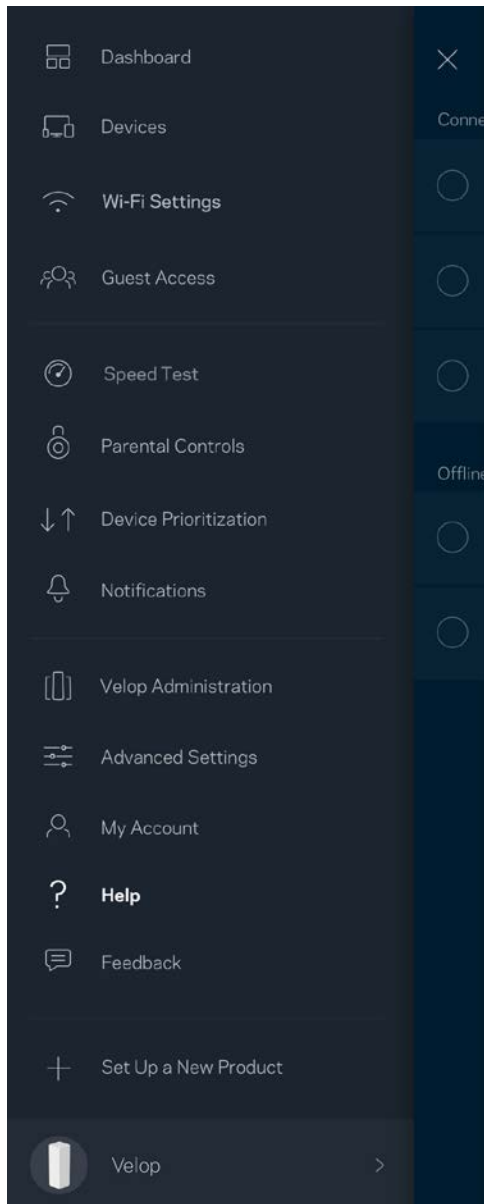 Dashboard
Devices
Conne
Wi-Fi Settings
Guest Access
Speed Test
Parental Controls
Offline
Device Prioritization
Notifications
Velop Administration
Advanced Settings
My Account
? Help
Feedback
Set Up a New Product
Velop